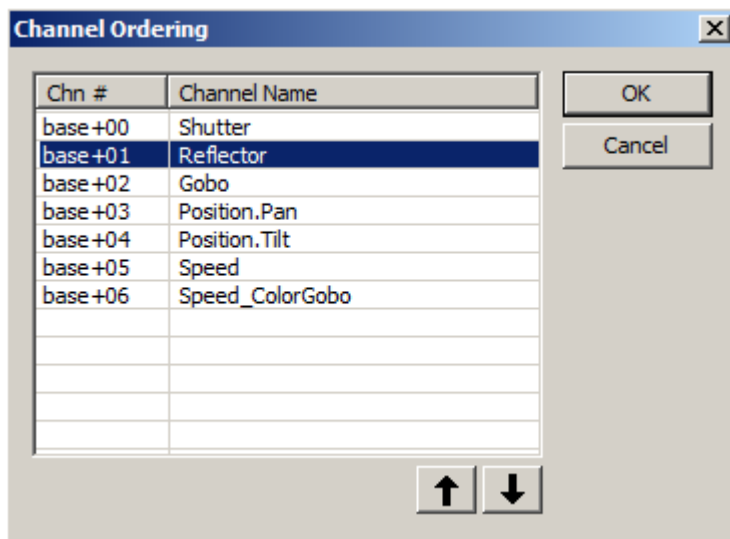 Channel Ordering
Chn # Channel Name
OK
base+00 Shutter
Cancel
base+01 Reflector
base+02 Gobo
base+03 Position.Pan
base+04 Position.Tilt
base+05 Speed
base+06 Speed_ColorGobo